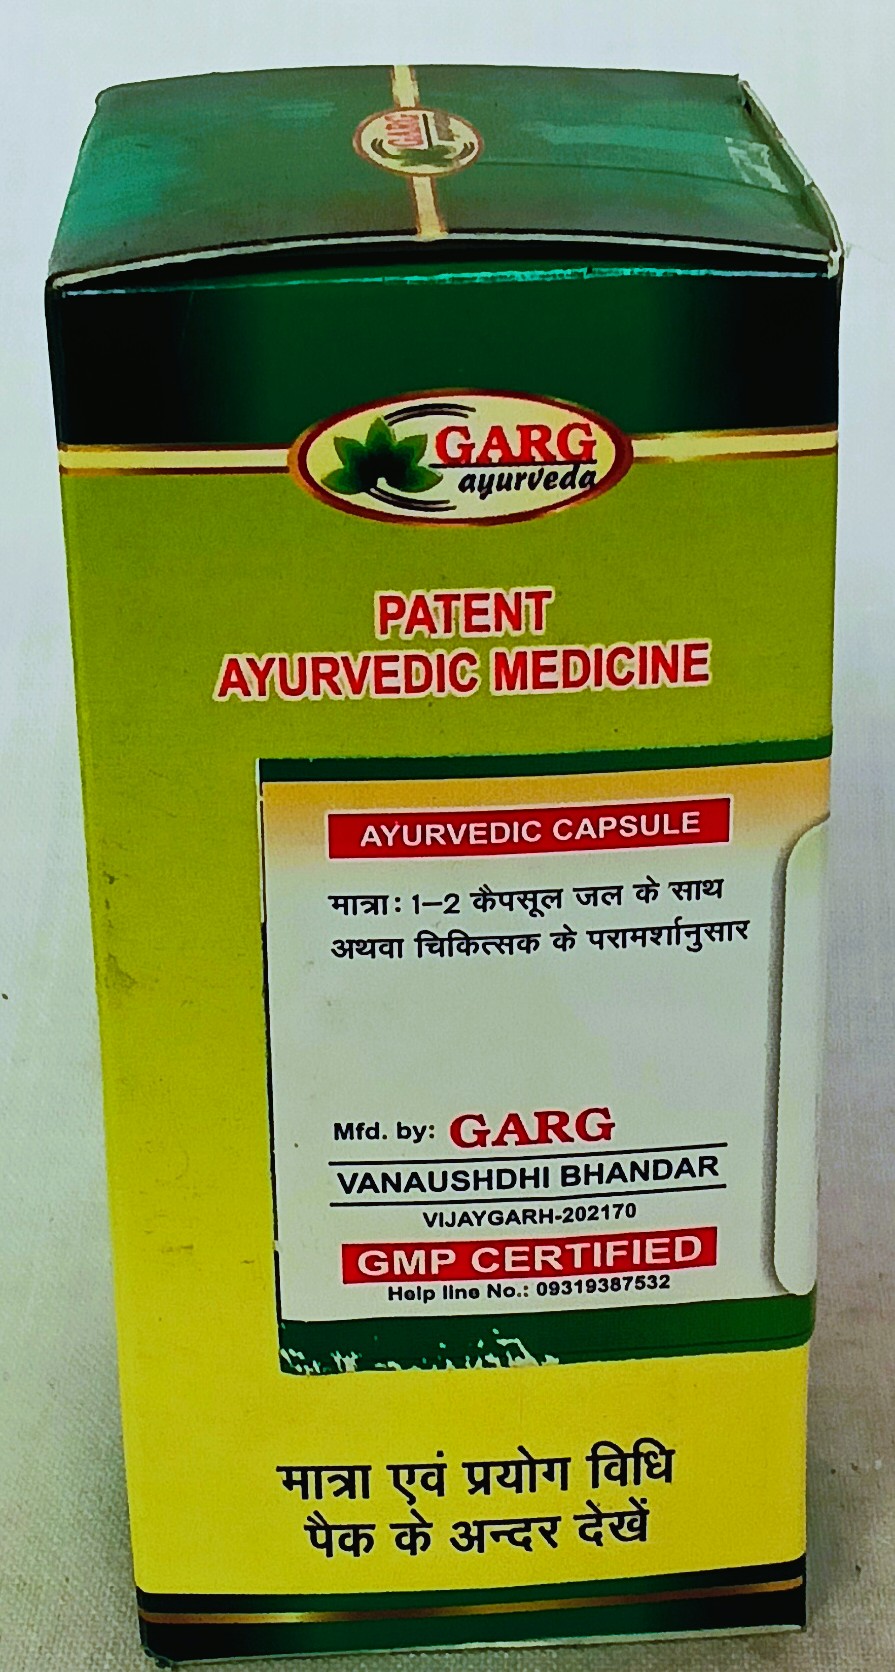 GARG
GARG
ayurveda
PATENT
AYURVEDIC MEDICINE
AYURVEDIC CAPSULE
मात्रा: 1–2 कैपसूल जल के साथ
अथवा चिकित्सक के परामर्शानुसार
Mfd. by: GARG
VANAUSHDHI BHANDAR
VIJAYGARH-202170
GMP CERTIFIED
Help line No.: 09319387532
मात्रा एवं प्रयोग विधि
पैक के अन्दर देखें